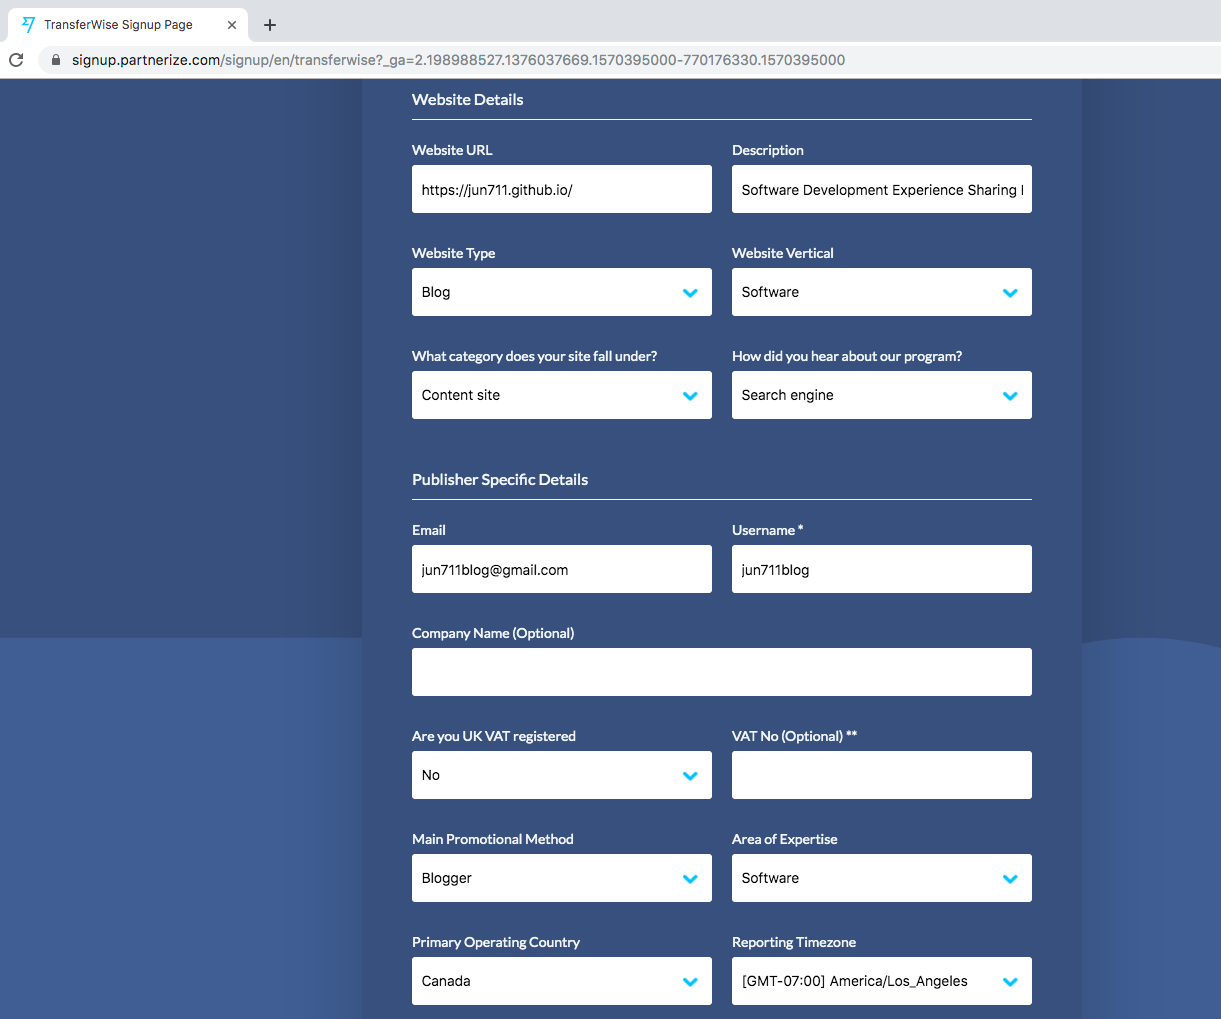 TransferWise Signup Page
signup.partnerize.com/signup/en/transferwise?_ga=2.198988527.1376037669.1570395000-770176330.1570395000
Website Details
Website URL
Description
https://jun711.github.io/
Software Development Experience Sharing
Website Type
Website Vertical
Blog
Software
What category does your site fall under?
How did you hear about our program?
Content site
Search engine
Publisher Specific Details
Email
Username *
jun711blog@gmail.com
jun711blog
Company Name (Optional)
Are you UK VAT registered
VAT No (Optional) **
No
Main Promotional Method
Area of Expertise
Blogger
Software
Primary Operating Country
Reporting Timezone
Canada
[GMT-07:00] America/Los_Angeles